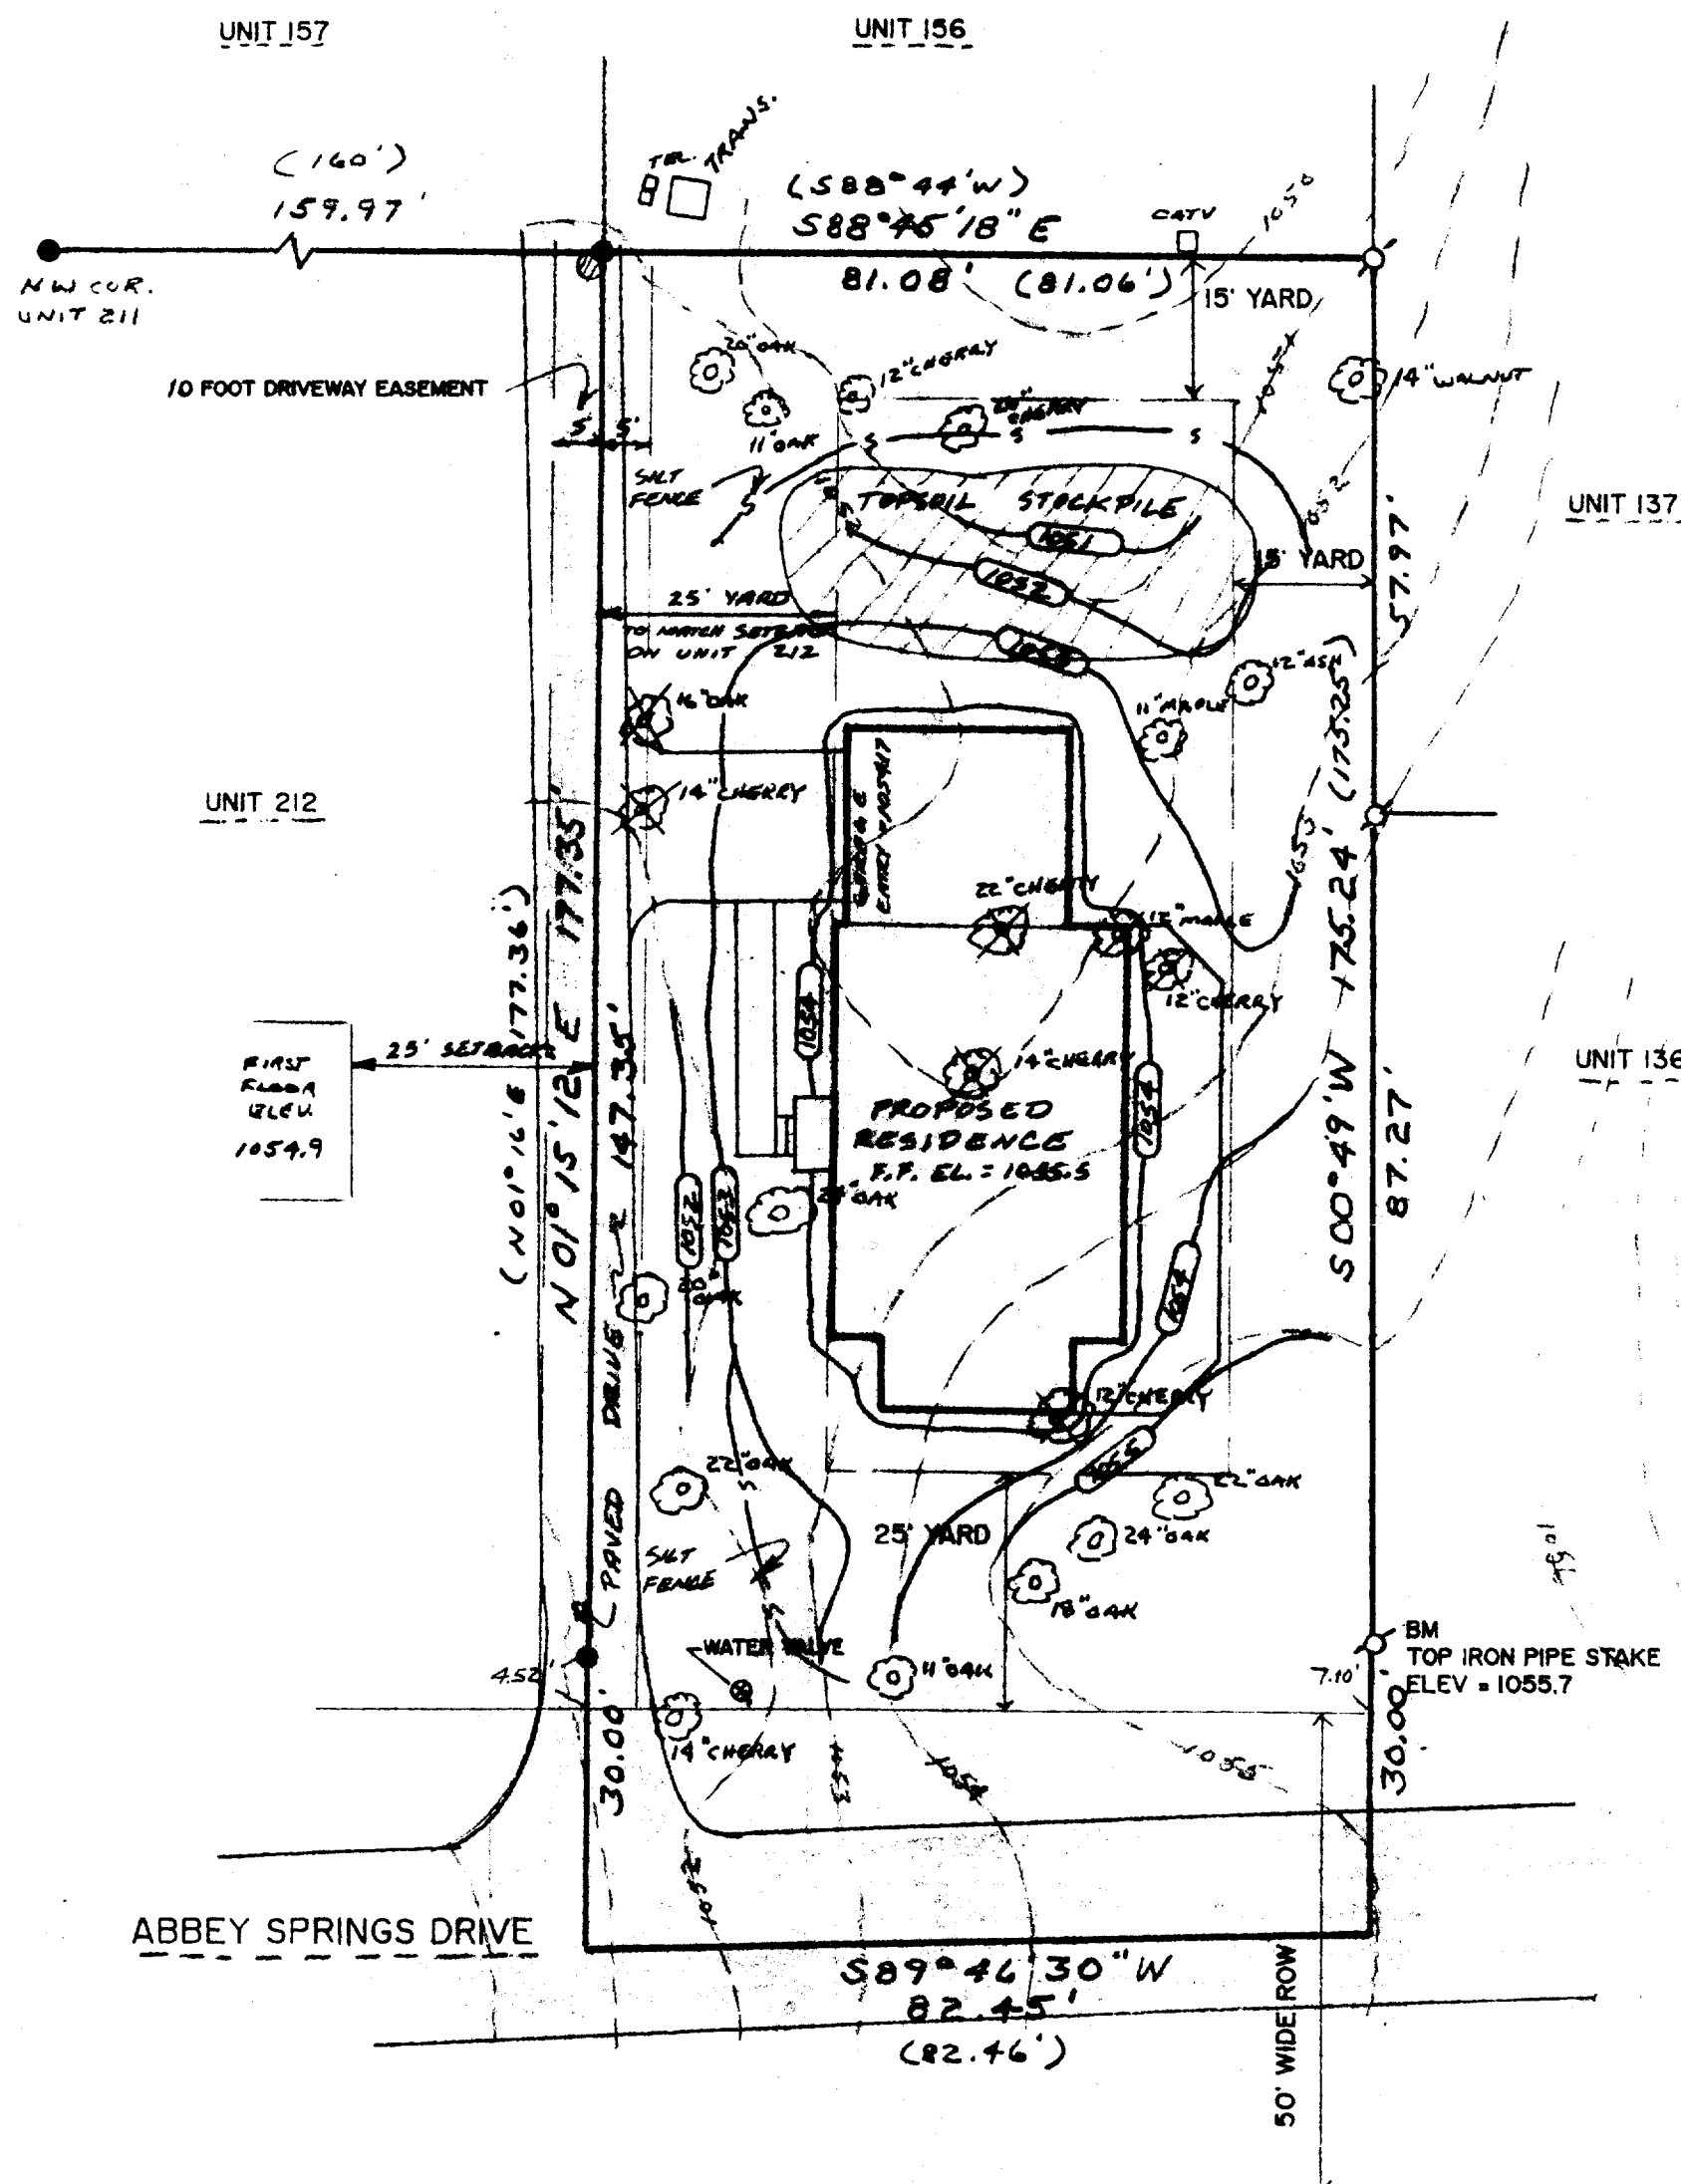 UNIT 157
UNIT 156
TEL.
TRANS.
(160')
159.97'
(S88°44'W)
S88°45'18"E
CATV
1050
81.08' (81.06')
15' YARD
NW COR.
UNIT 211
10 FOOT DRIVEWAY EASEMENT
5' 5'
20" OAK
12" CHERRY
11" OAK
CHERRY
1051
14" WALNUT
S S S
SILT
FENCE
S
TOPSOIL STOCKPILE
1051
1052
1052
UNIT 137
15' YARD
57.97'
25' YARD
TO MATCH SETBACK
ON UNIT 212
1053
12" ASH
11" MAPLE
16" OAK
14" CHERRY
UNIT 212
GARAGE
1053
22" CHERRY
12" MAPLE
12" CHERRY
S00°49'W 175.24' (175.25')
(N01°16'E 177.36')
N 01° 15' 12" E 177.35'
147.35'
1054
25' SETBACK
FIRST
FLOOR
ELEV.
1054.9
14" CHERRY
1054
UNIT 136
87.27'
PROPOSED
RESIDENCE
F.F. EL. = 1055.5
OAK
1052
1053
20"
OAK
1054
PAVED DRIVE
12" CHERRY
1055
22" OAK
S
22" OAK
25' YARD
24" OAK
SILT
FENCE
18" OAK
S
WATER VALVE
11" OAK
BM
TOP IRON PIPE STAKE
ELEV = 1055.7
4.52'
7.10'
30.00'
30.00'
14" CHERRY
1053
1054
1055
1052
ABBEY SPRINGS DRIVE
S89°46'30"W
82.45'
(82.46')
50' WIDE ROW